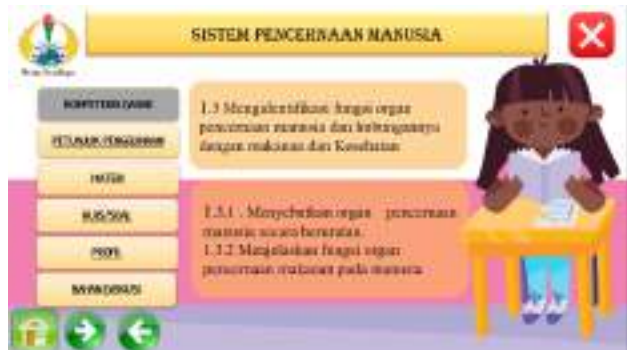 SISTEM PENCERNAAN MANUSIA
KOMPETENSI DASAR
PETUNJUK PENGGUNAAN
MATERI
KUIS/SOAL
PROFIL
1.3 Mengidentifikasi fungsi organ
pencernaan manusia dan hubungannya
dengan makanan dan Kesehatan
1.3.1 . Menyebutkan organ pencernaan
manusia secara berurutan.
1.3.2 Menjelaskan fungsi organ
pencernaan makanan pada manusia